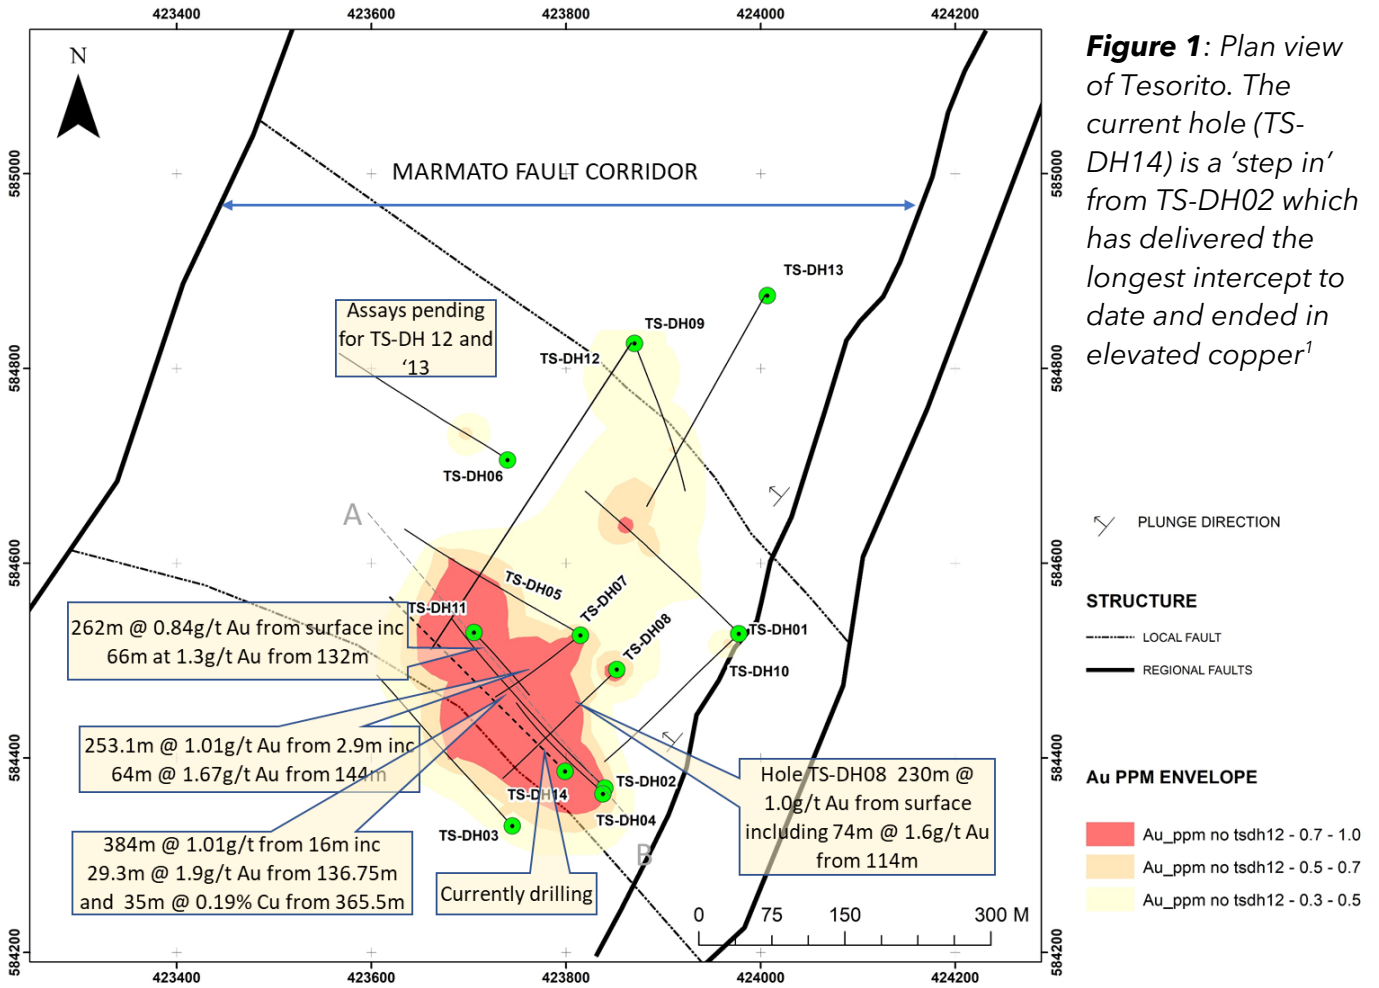 423400 423600 423800 424000 424200
N
585000
584800
584600
584400
584200
MARMATO FAULT CORRIDOR
TS-DH13
TS-DH09
TS-DH12
Assays pending
for TS-DH 12 and
‘13
TS-DH06
A
TS-DH05
TS-DH07
TS-DH11
TS-DH08
TS-DH01
TS-DH10
262m @ 0.84g/t Au from surface inc
66m at 1.3g/t Au from 132m
253.1m @ 1.01g/t Au from 2.9m inc
64m @ 1.67g/t Au from 144m
384m @ 1.01g/t from 16m inc
29.3m @ 1.9g/t Au from 136.75m
and 35m @ 0.19% Cu from 365.5m
TS-DH14
TS-DH02
TS-DH04
TS-DH03
B
Currently drilling
Hole TS-DH08 230m @
1.0g/t Au from surface
including 74m @ 1.6g/t Au
from 114m
0 75 150 300 M
585000
584800
584600
584400
584200
423400 423600 423800 424000 424200
Figure 1: Plan view
of Tesorito. The
current hole (TS-
DH14) is a ‘step in’
from TS-DH02 which
has delivered the
longest intercept to
date and ended in
elevated copper1
PLUNGE DIRECTION
STRUCTURE
LOCAL FAULT
REGIONAL FAULTS
Au PPM ENVELOPE
Au_ppm no tsdh12 - 0.7 - 1.0
Au_ppm no tsdh12 - 0.5 - 0.7
Au_ppm no tsdh12 - 0.3 - 0.5